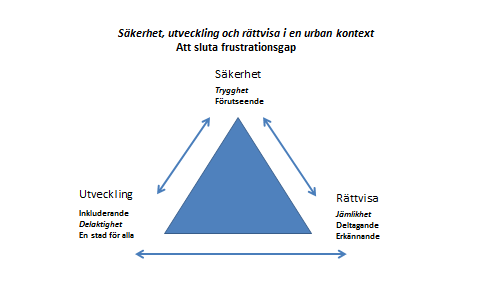 Säkerhet, utveckling och rättvisa i en urban kontext
Att sluta frustrationsgap
Säkerhet
Trygghet
Förutseende
Utveckling
Inkluderande
Delaktighet
En stad för alla
Rättvisa
Jämlikhet
Deltagande
Erkännande